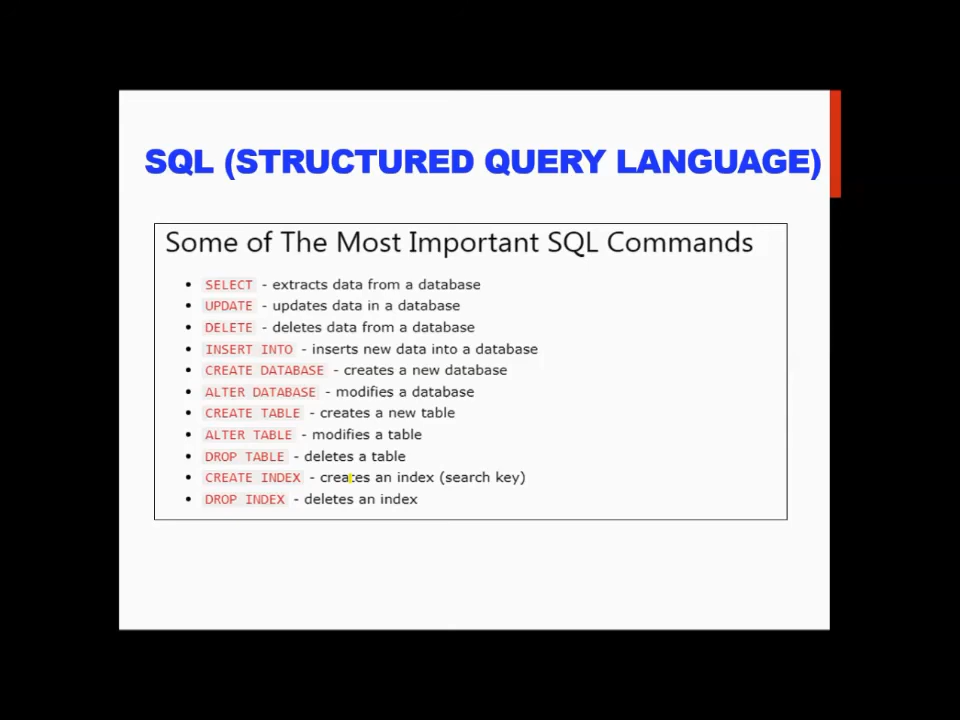 SQL (STRUCTURED QUERY LANGUAGE)
Some of The Most Important SQL Commands
• SELECT - extracts data from a database
• UPDATE - updates data in a database
• DELETE - deletes data from a database
• INSERT INTO - inserts new data into a database
• CREATE DATABASE - creates a new database
• ALTER DATABASE - modifies a database
• CREATE TABLE - creates a new table
• ALTER TABLE - modifies a table
• DROP TABLE - deletes a table
• CREATE INDEX - creates an index (search key)
• DROP INDEX - deletes an index